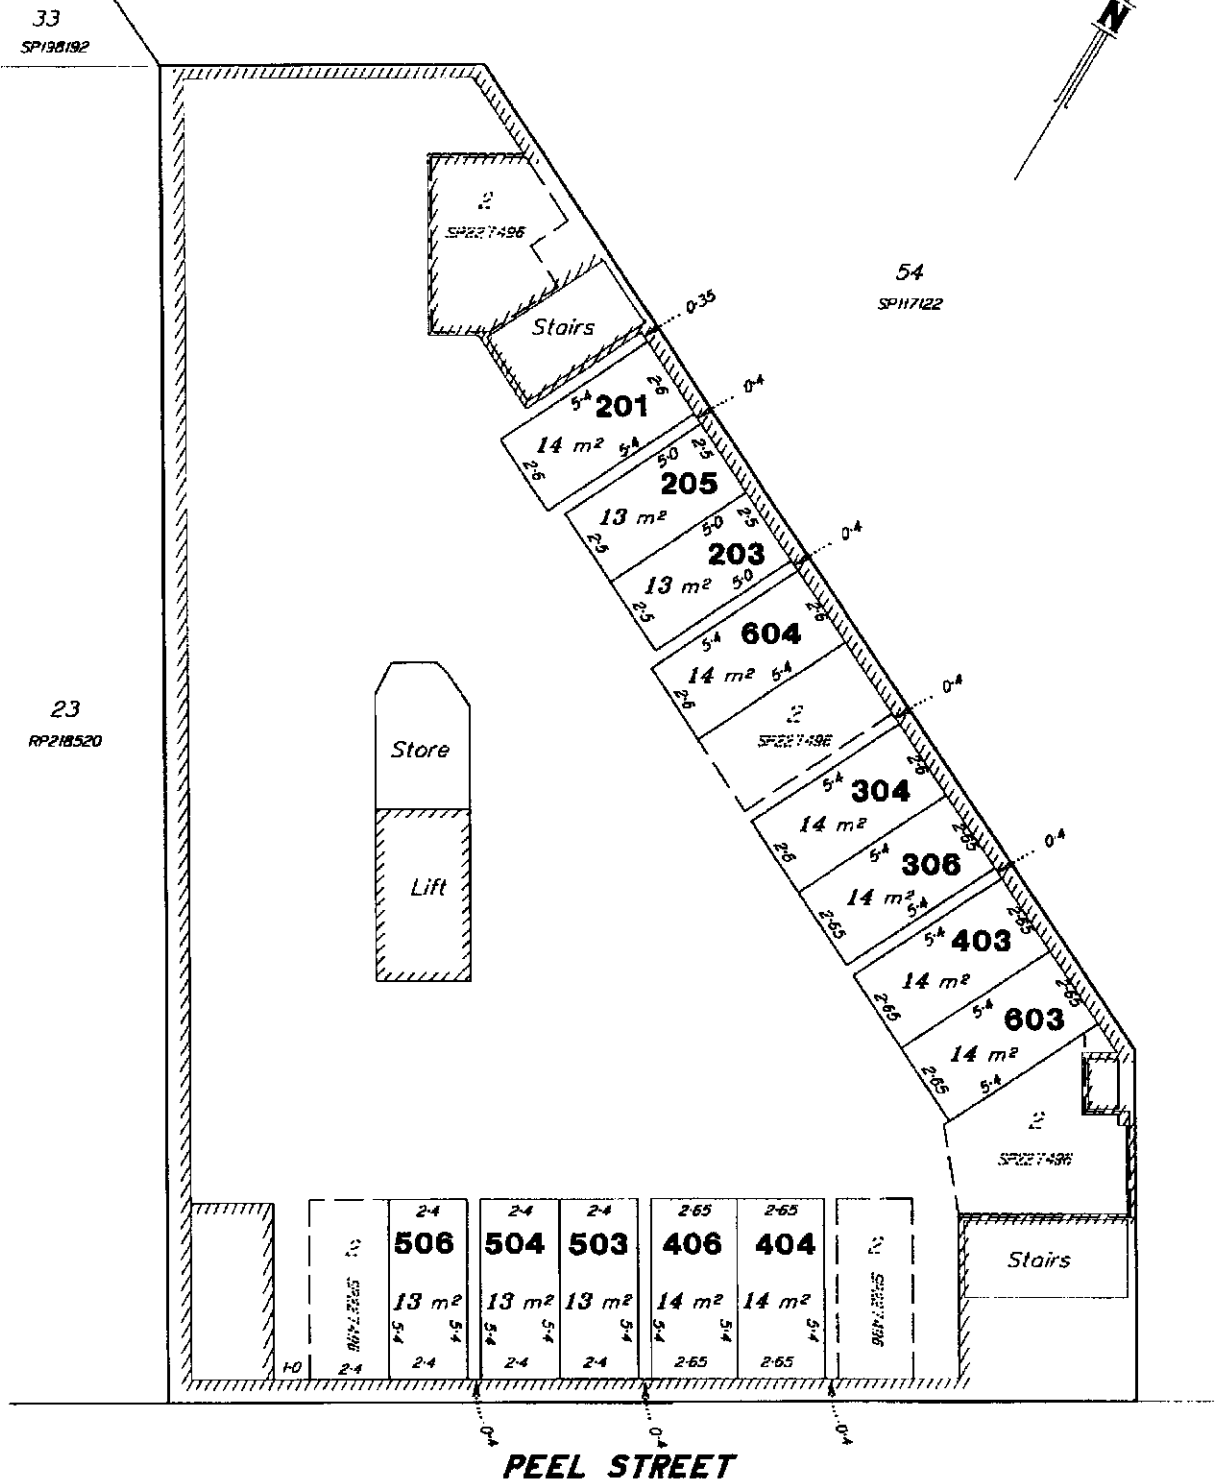 33
SP198192
N
2
SP227496
54
SP117122
Stairs
0·35
5·4 201 2·6
14 m² 5·4
2·6
0·4
5·0 2·5
205
13 m²
2·5
5·0 2·5
203
13 m² 5·0
2·5
0·4
2·6
5·4 604
14 m² 5·4
2·6
2
SP227496
0·4
23
RP218520
Store
Lift
2·6
5·4 304
14 m²
2·6
2·65
5·4 306
14 m² 5·4
2·65
0·4
2·65
5·4 403
14 m²
2·65
2·65
5·4 603
14 m²
2·65 5·4
2
SP227496
Stairs
2
SP227496
1·0 2·4
2·4
506
13 m²
5·4 5·4
2·4
2·4
504
13 m²
5·4 5·4
2·4
2·4
503
13 m²
5·4
2·4
2·65
406
14 m²
5·4 5·4
2·65
2·65
404
14 m²
5·4
2·65
2
SP227496
0·4 0·4 0·4
PEEL STREET